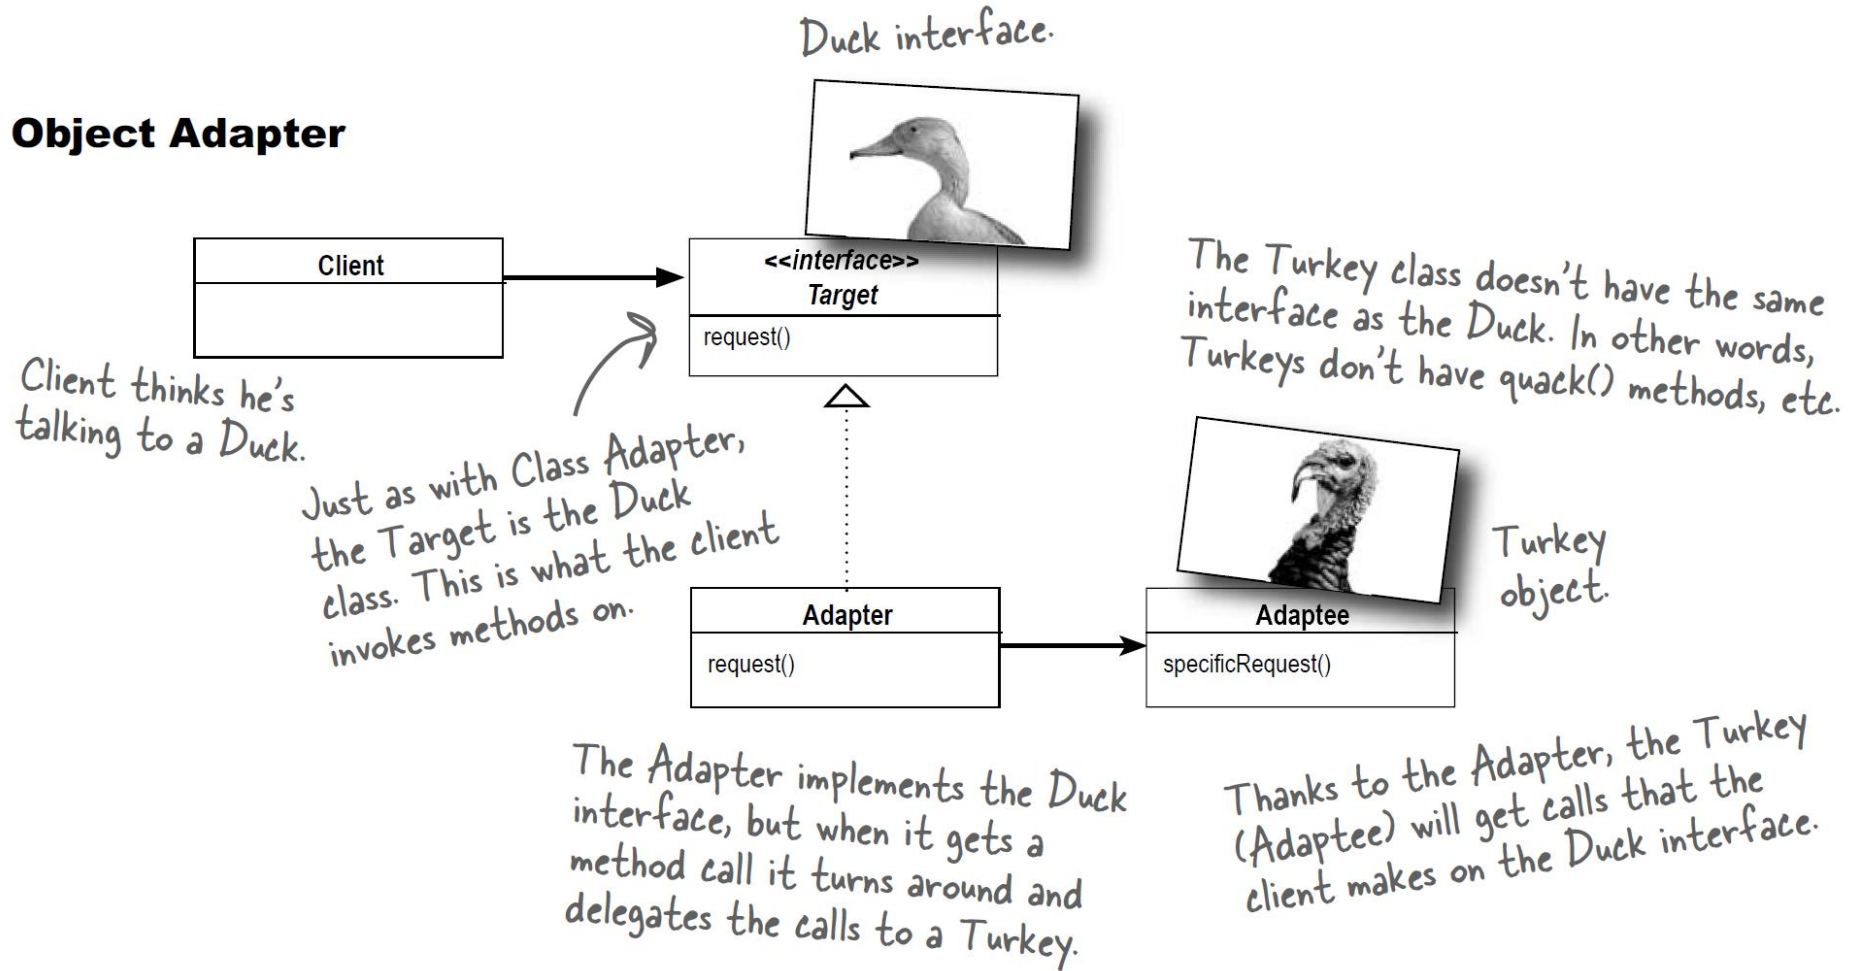 Duck interface.
Object Adapter
Client
<<interface>>
Target
request()
The Turkey class doesn't have the same
interface as the Duck. In other words,
Turkeys don't have quack() methods, etc.
Client thinks he's
talking to a Duck.
Just as with Class Adapter,
the Target is the Duck
class. This is what the client
invokes methods on.
Turkey
object.
Adapter
request()
Adaptee
specificRequest()
The Adapter implements the Duck
interface, but when it gets a
method call it turns around and
delegates the calls to a Turkey.
Thanks to the Adapter, the Turkey
(Adaptee) will get calls that the
client makes on the Duck interface.